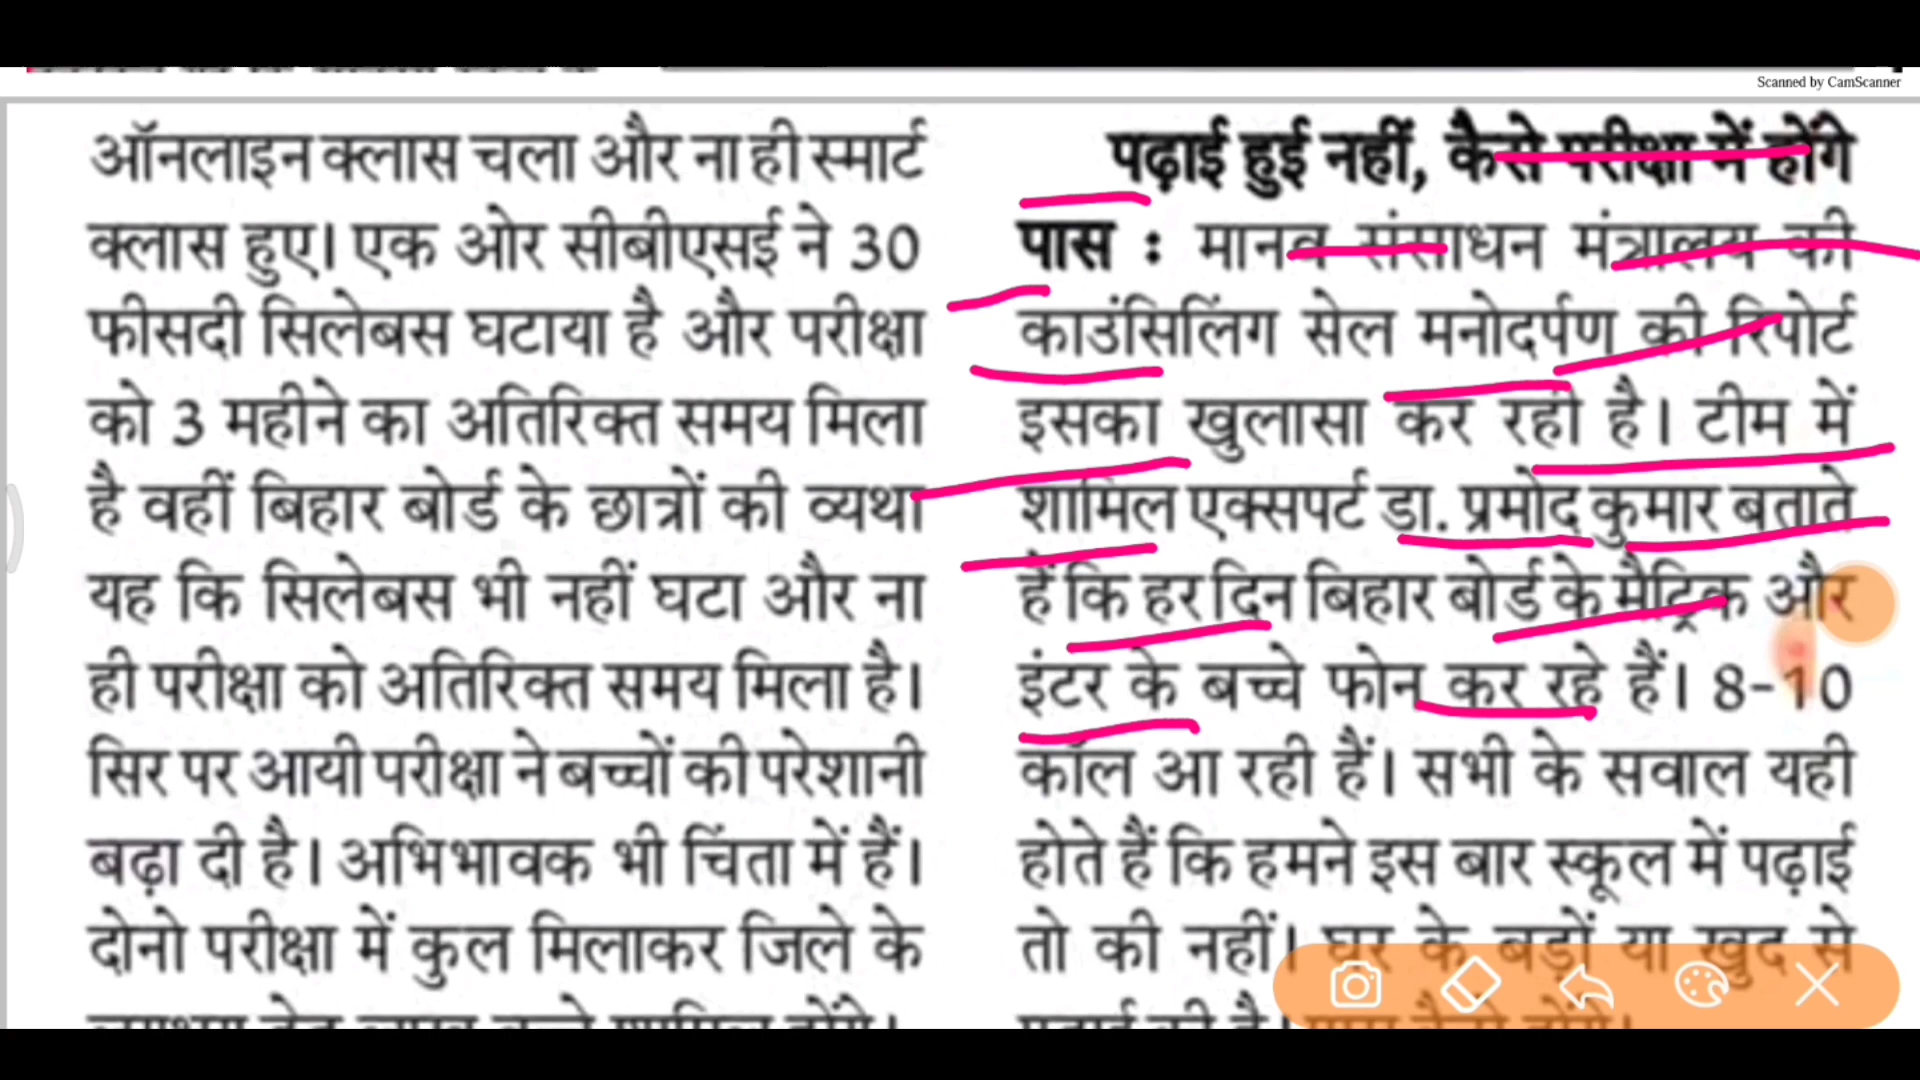 Scanned by CamScanner
ऑनलाइन क्लास चला और ना ही स्मार्ट
क्लास हुए। एक ओर सीबीएसई ने 30
फीसदी सिलेबस घटाया है और परीक्षा
को 3 महीने का अतिरिक्त समय मिला
है वहीं बिहार बोर्ड के छात्रों की व्यथा
यह कि सिलेबस भी नहीं घटा और ना
ही परीक्षा को अतिरिक्त समय मिला है।
सिर पर आयी परीक्षा ने बच्चों की परेशानी
बढ़ा दी है। अभिभावक भी चिंता में हैं।
दोनो परीक्षा में कुल मिलाकर जिले के
पढ़ाई हुई नहीं, कैसे परीक्षा में होंगे
पास : मानव संसाधन मंत्रालय की
काउंसिलिंग सेल मनोदर्पण की रिपोर्ट
इसका खुलासा कर रही है। टीम में
शामिल एक्सपर्ट डा. प्रमोद कुमार बताते
हैं कि हर दिन बिहार बोर्ड के मैट्रिक और
इंटर के बच्चे फोन कर रहे हैं। 8-10
कॉल आ रही हैं। सभी के सवाल यही
होते हैं कि हमने इस बार स्कूल में पढ़ाई
तो की नहीं। घर के बड़ों या खुद से